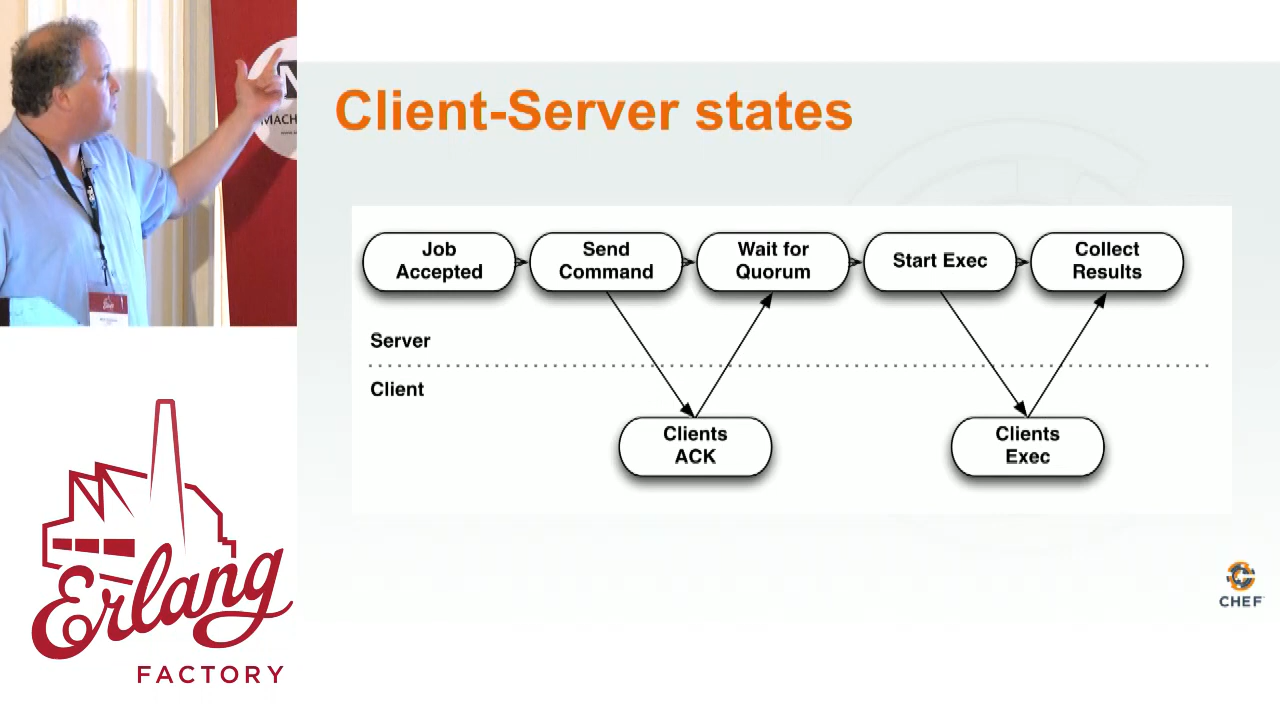 Client-Server states
Job
Accepted
Send
Command
Wait for
Quorum
Start Exec
Collect
Results
Server
Client
Clients
ACK
Clients
Exec
CHEF
MACH
Erlang
FACTORY